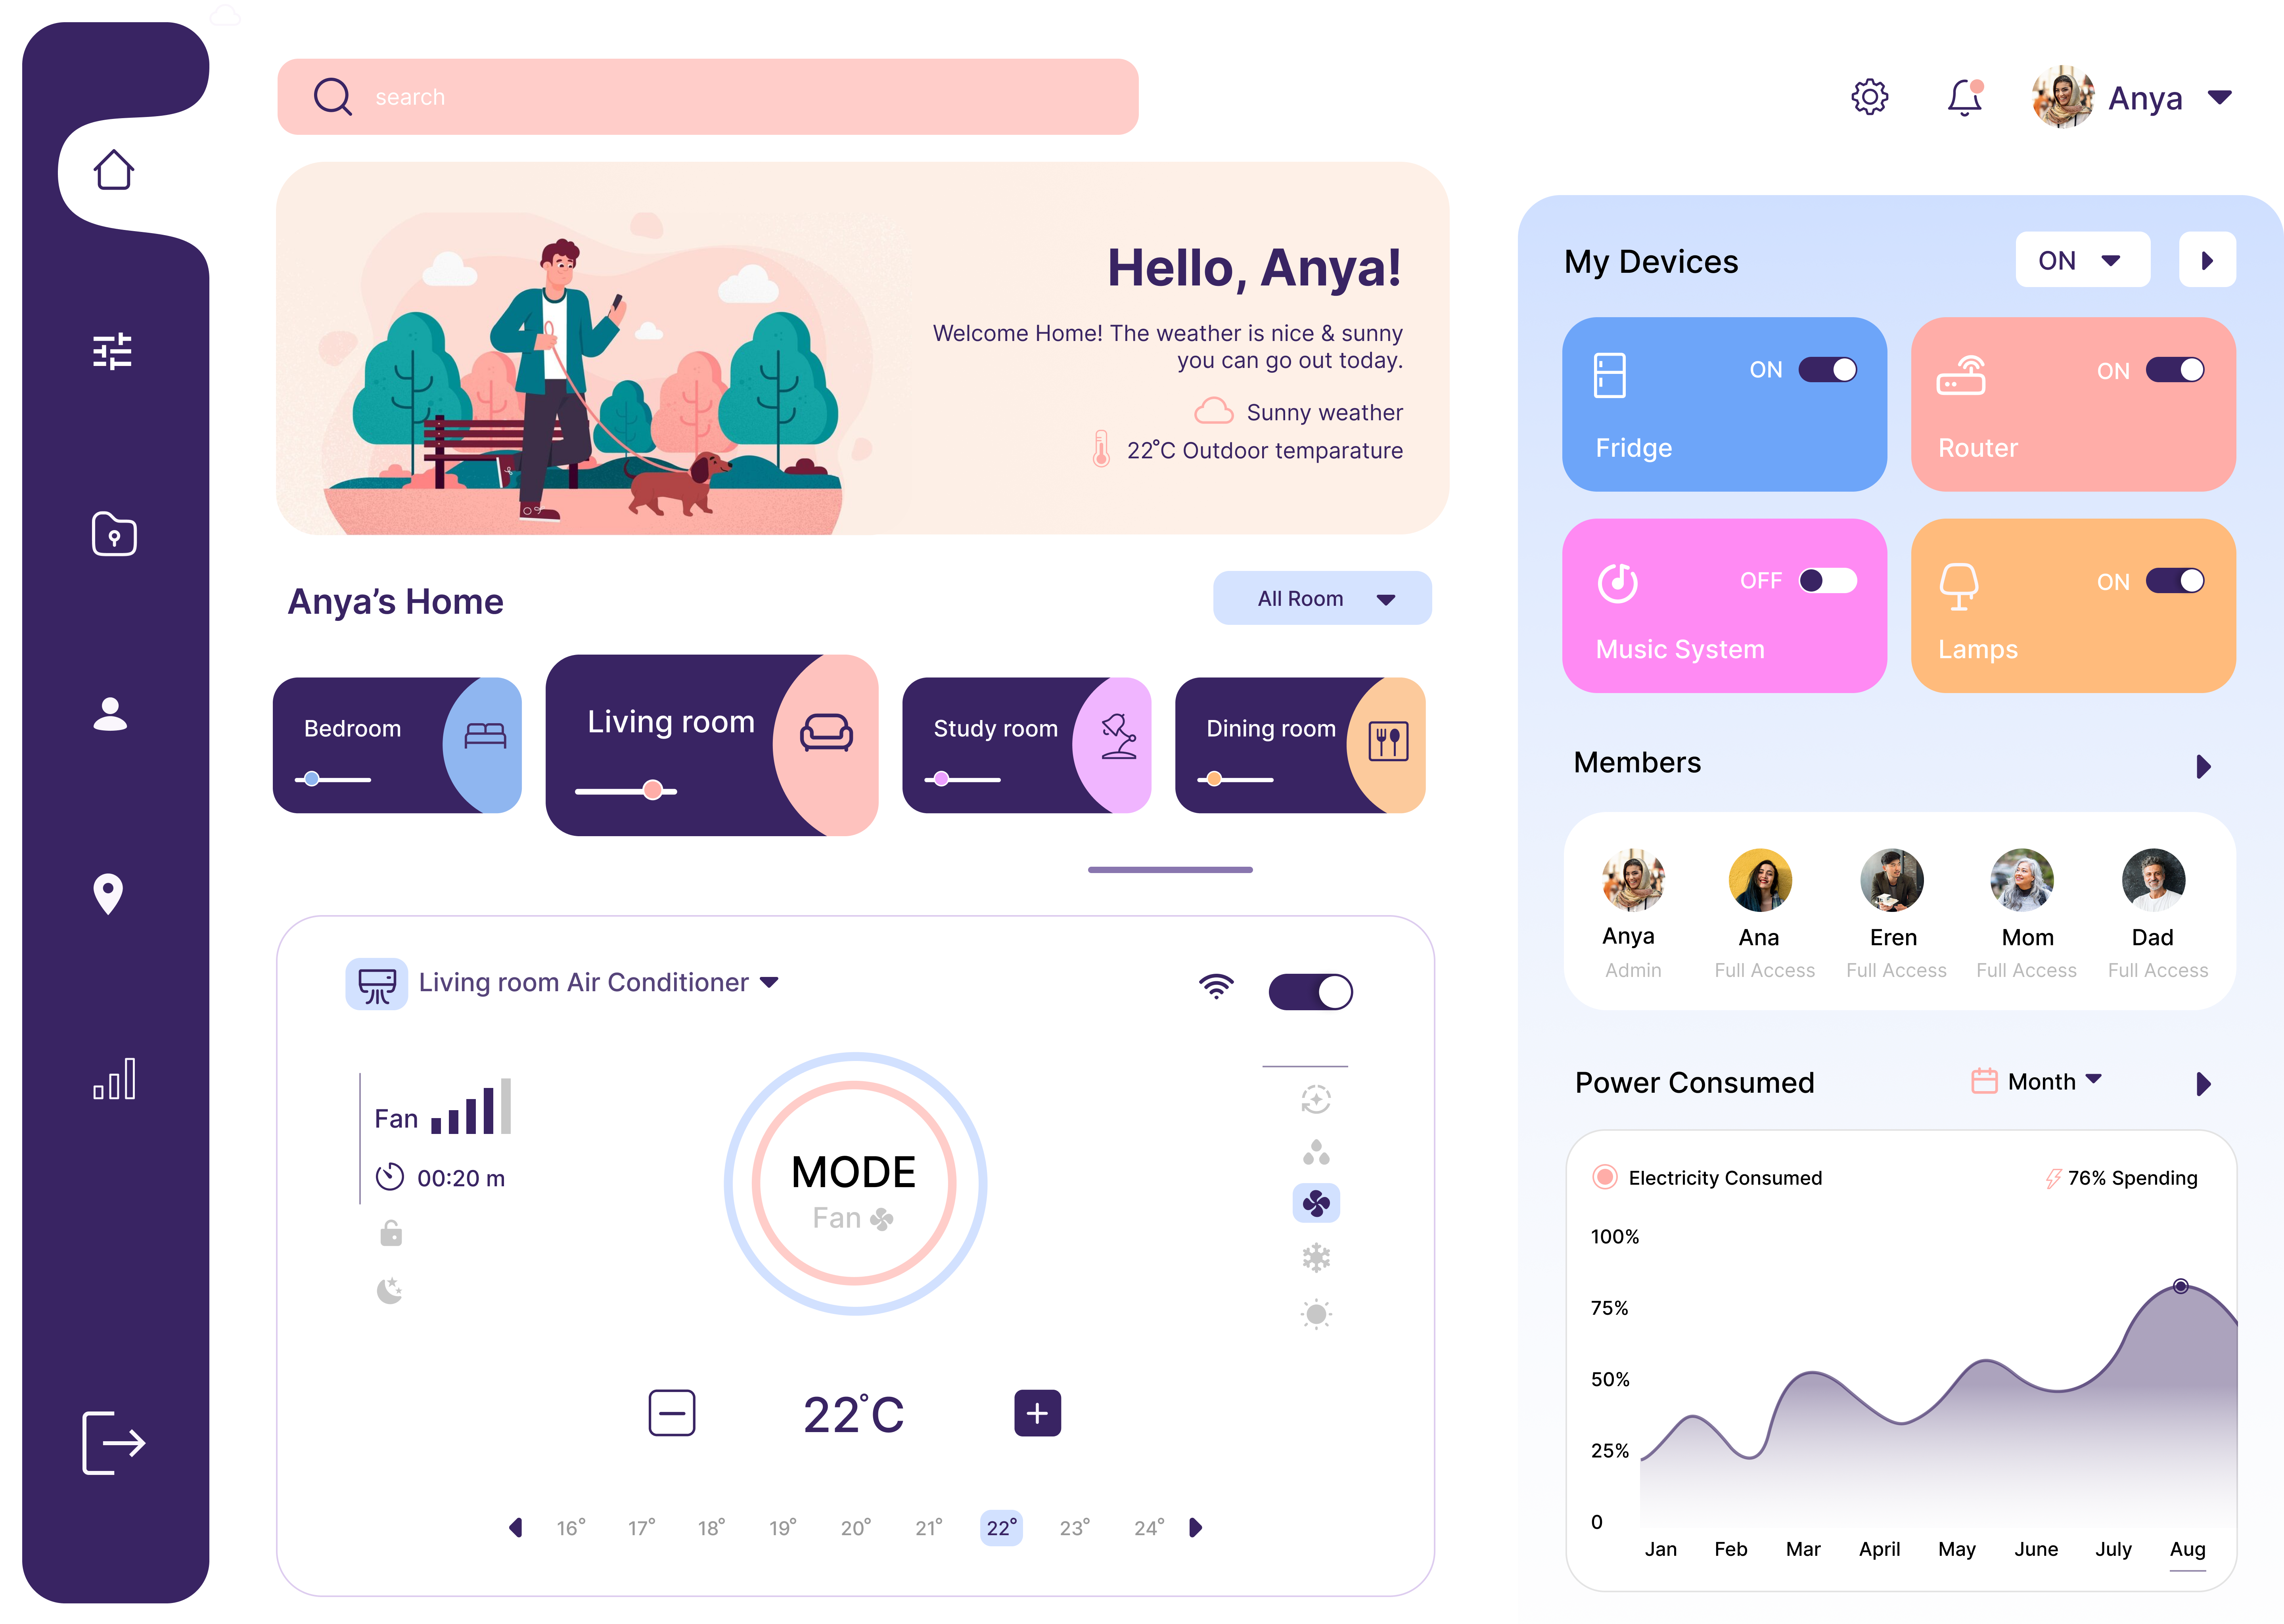 search
Anya
Hello, Anya!
Welcome Home! The weather is nice & sunny
you can go out today.
Sunny weather
22°C Outdoor temparature
Anya’s Home
All Room
Bedroom
Living room
Study room
Dining room
Living room Air Conditioner
Fan
00:20 m
MODE
Fan
22°C
16° 17° 18° 19° 20° 21° 22° 23° 24°
My Devices
ON
ON
Fridge
ON
Router
OFF
Music System
ON
Lamps
Members
Anya
Admin
Ana
Full Access
Eren
Full Access
Mom
Full Access
Dad
Full Access
Power Consumed
Month
Electricity Consumed
76% Spending
100%
75%
50%
25%
0
Jan Feb Mar April May June July Aug